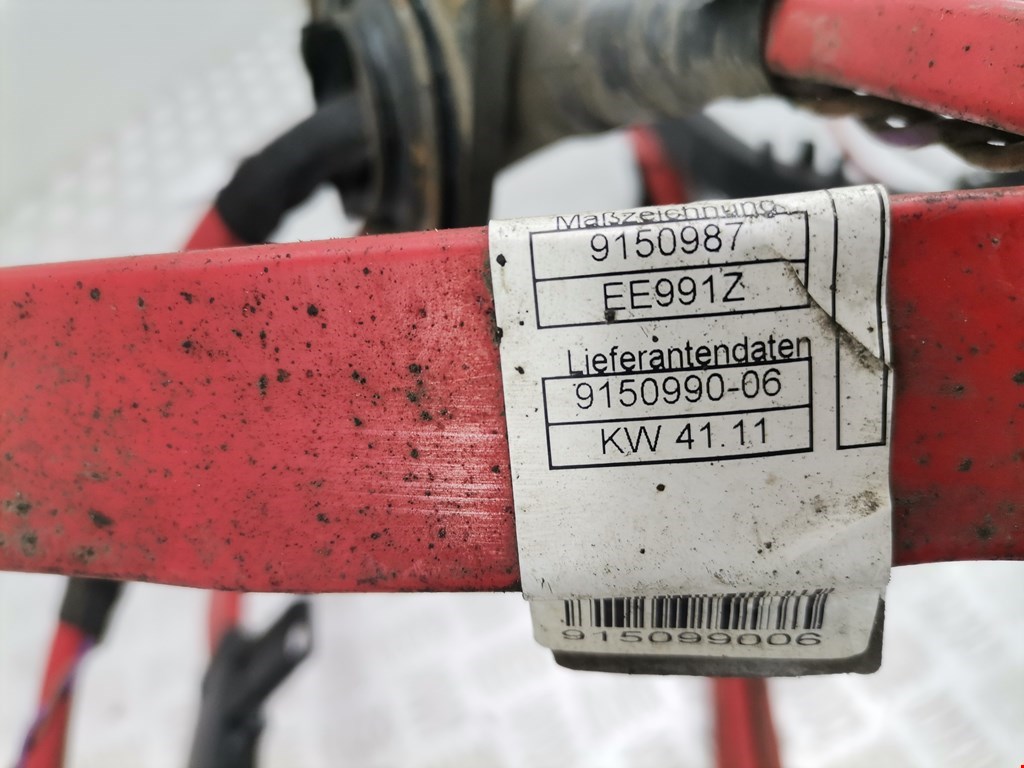 Maßzeichnung
9150987
EE991Z
Lieferantendaten
9150990-06
KW 41.11
915099006